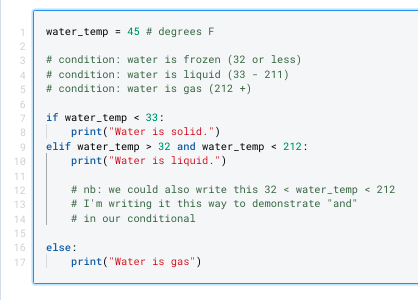 1 water_temp = 45 # degrees F
2
3 # condition: water is frozen (32 or less)
4 # condition: water is liquid (33 - 211)
5 # condition: water is gas (212 +)
6
7 if water_temp < 33:
8     print("Water is solid.")
9 elif water_temp > 32 and water_temp < 212:
10     print("Water is liquid.")
11
12     # nb: we could also write this 32 < water_temp < 212
13     # I'm writing it this way to demonstrate "and"
14     # in our conditional
15
16 else:
17     print("Water is gas")